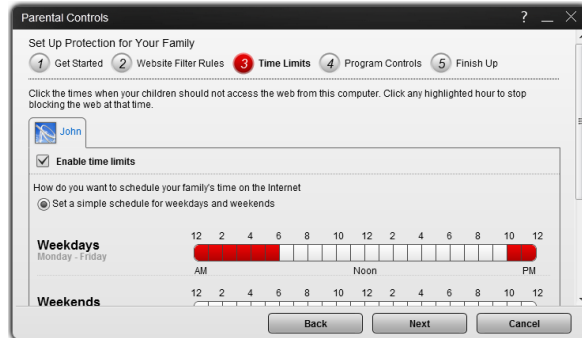 Parental Controls
Set Up Protection for Your Family
1 Get Started 2 Website Filter Rules 3 Time Limits 4 Program Controls 5 Finish Up
Click the times when your children should not access the web from this computer. Click any highlighted hour to stop
blocking the web at that time.
John
Enable time limits
How do you want to schedule your family's time on the Internet
Set a simple schedule for weekdays and weekends
12 2 4 6 8 10 12 2 4 6 8 10 12
Weekdays
Monday - Friday
AM Noon PM
12 2 4 6 8 10 12 2 4 6 8 10 12
Weekends
Back Next Cancel